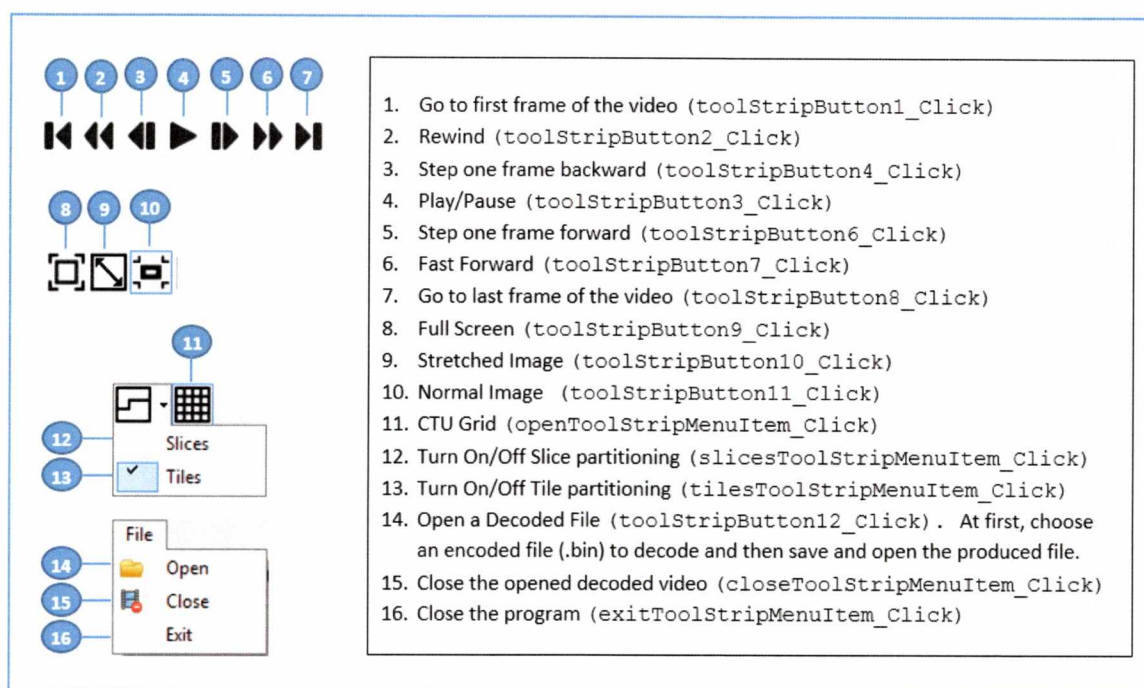 1 2 3 4 5 6 7
8 9 10
11
12 Slices
13 Tiles
File
14 Open
15 Close
16 Exit
1. Go to first frame of the video (toolStripButton1_Click)
2. Rewind (toolStripButton2_Click)
3. Step one frame backward (toolStripButton4_Click)
4. Play/Pause (toolStripButton3_Click)
5. Step one frame forward (toolStripButton6_Click)
6. Fast Forward (toolStripButton7_Click)
7. Go to last frame of the video (toolStripButton8_Click)
8. Full Screen (toolStripButton9_Click)
9. Stretched Image (toolStripButton10_Click)
10. Normal Image (toolStripButton11_Click)
11. CTU Grid (openToolStripMenuItem_Click)
12. Turn On/Off Slice partitioning (slicesToolStripMenuItem_Click)
13. Turn On/Off Tile partitioning (tilesToolStripMenuItem_Click)
14. Open a Decoded File (toolStripButton12_Click). At first, choose
an encoded file (.bin) to decode and then save and open the produced file.
15. Close the opened decoded video (closeToolStripMenuItem_Click)
16. Close the program (exitToolStripMenuItem_Click)